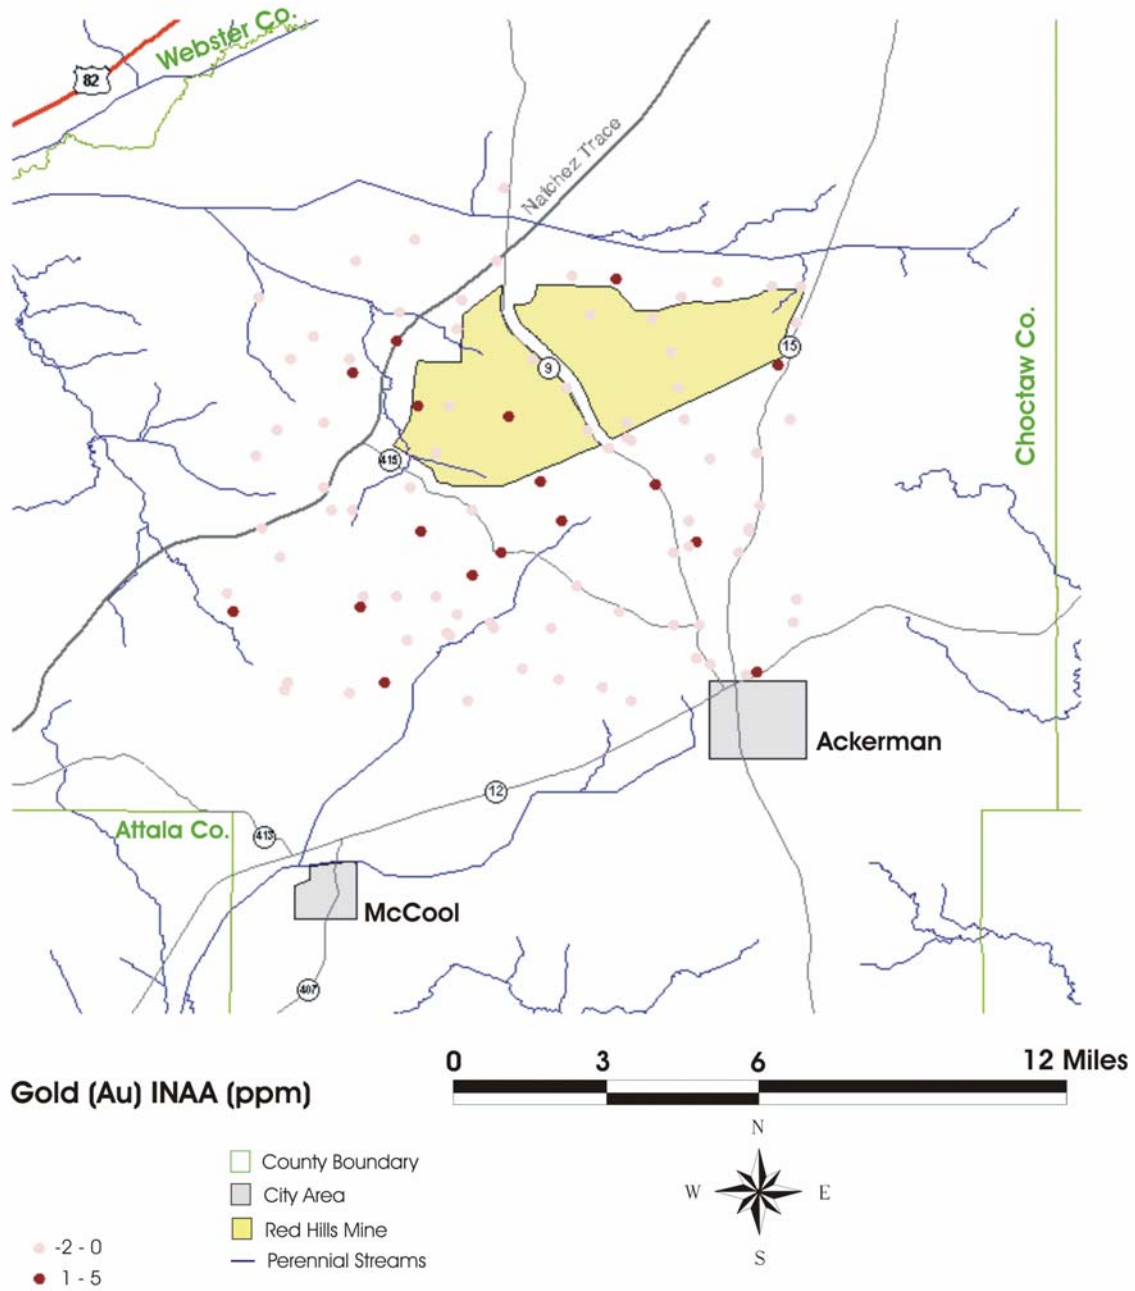 Webster Co.
82
Natchez Trace
15
9
Choctaw Co.
415
Ackerman
12
Attala Co.
413
McCool
407
0 3 6 12 Miles
Gold (Au) INAA (ppm)
N
W E
S
County Boundary
City Area
Red Hills Mine
Perennial Streams
-2 - 0
1 - 5